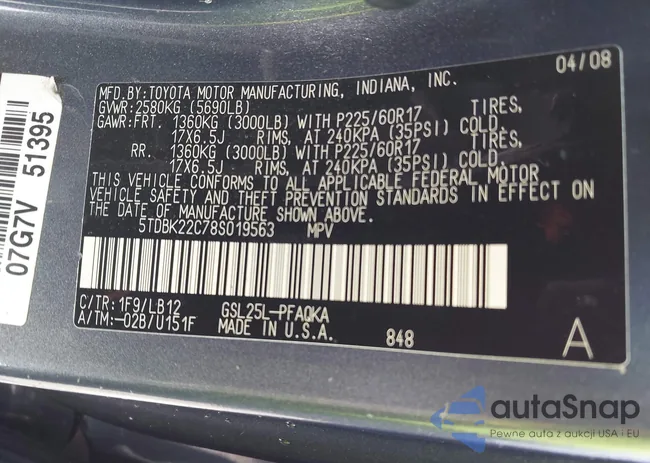 04/08
MFD.BY:TOYOTA MOTOR MANUFACTURING, INDIANA, INC.
GVWR:2580KG (5690LB)
GAWR:FRT. 1360KG (3000LB) WITH P225/60R17 TIRES,
17X6.5J RIMS, AT 240KPA (35PSI) COLD.
RR. 1360KG (3000LB) WITH P225/60R17 TIRES,
17X6.5J RIMS, AT 240KPA (35PSI) COLD.
THIS VEHICLE CONFORMS TO ALL APPLICABLE FEDERAL MOTOR
VEHICLE SAFETY AND THEFT PREVENTION STANDARDS IN EFFECT ON
THE DATE OF MANUFACTURE SHOWN ABOVE.
5TDBK22C78S019563 MPV
C/TR:1F9/LB12 GSL25L-PFAQKA
A/TM:-02B/U151F MADE IN U.S.A. 848 A
07G7V 51395
autaSnap
Pewne auta z aukcji USA i EU